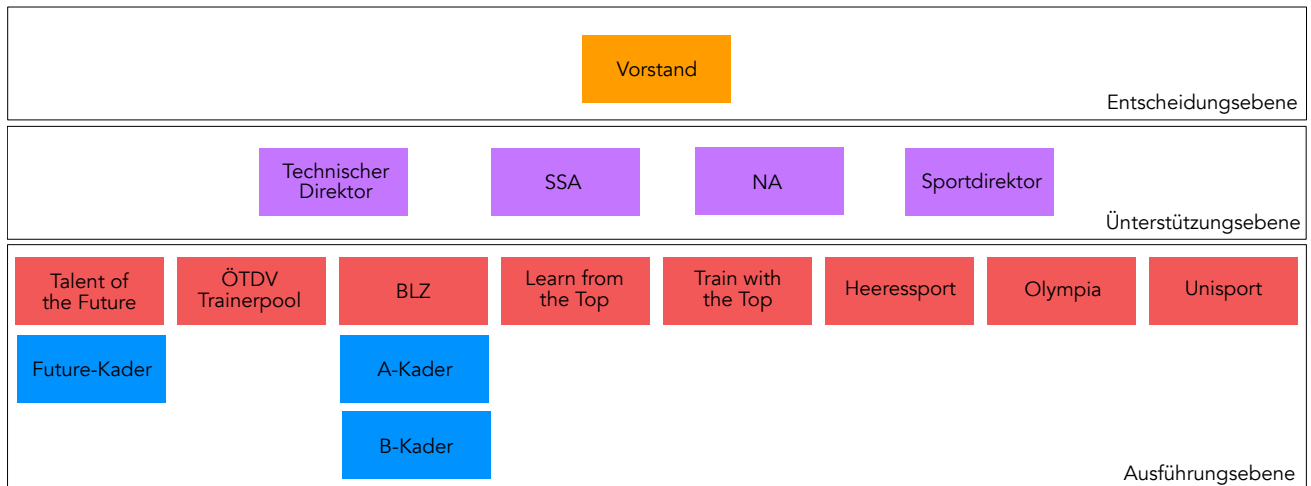 Vorstand
Entscheidungsebene
Technischer
Direktor
SSA
NA
Sportdirektor
Ünterstützungsebene
Talent of
the Future
ÖTDV
Trainerpool
BLZ
Learn from
the Top
Train with
the Top
Heeressport
Olympia
Unisport
Future-Kader
A-Kader
B-Kader
Ausführungsebene